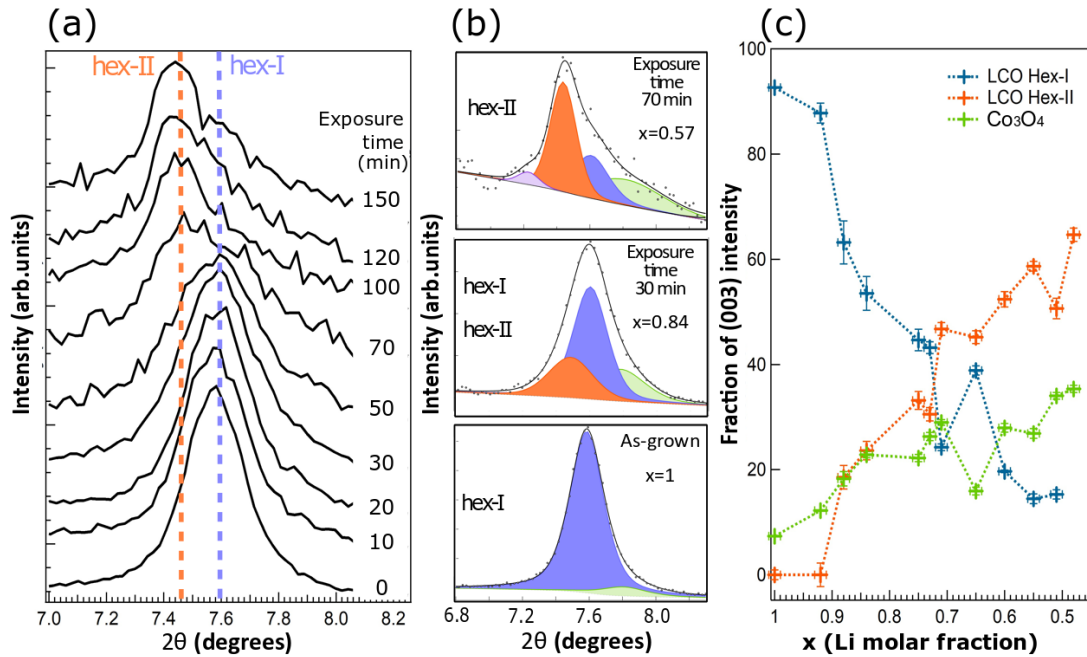 (a)
hex-II
hex-I
Exposure
time
(min)
150
120
100
70
50
30
20
10
0
Intensity (arb.units)
7.0
7.2
7.4
7.6
7.8
8.0
8.2
2θ (degrees)
(b)
hex-II
Exposure
time
70 min
x=0.57
hex-I
hex-II
Exposure
time
30 min
x=0.84
As-grown
x=1
hex-I
Intensity (arb.units)
6.8
7.2
7.6
8.0
2θ (degrees)
(c)
LCO Hex-I
LCO Hex-II
Co₃O₄
Fraction of (003) intensity
100
80
60
40
20
0
1
0.9
0.8
0.7
0.6
0.5
x (Li molar fraction)